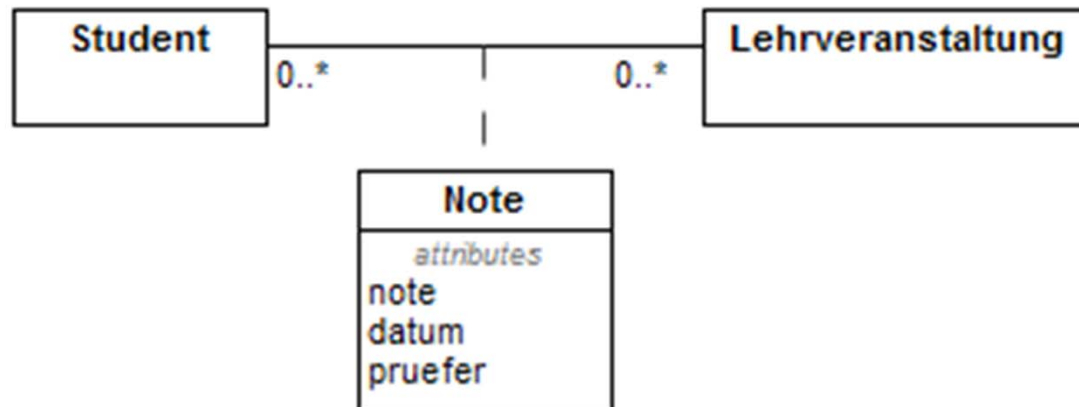 Student
Lehrveranstaltung
0..*
0..*
Note
attributes
note
datum
pruefer